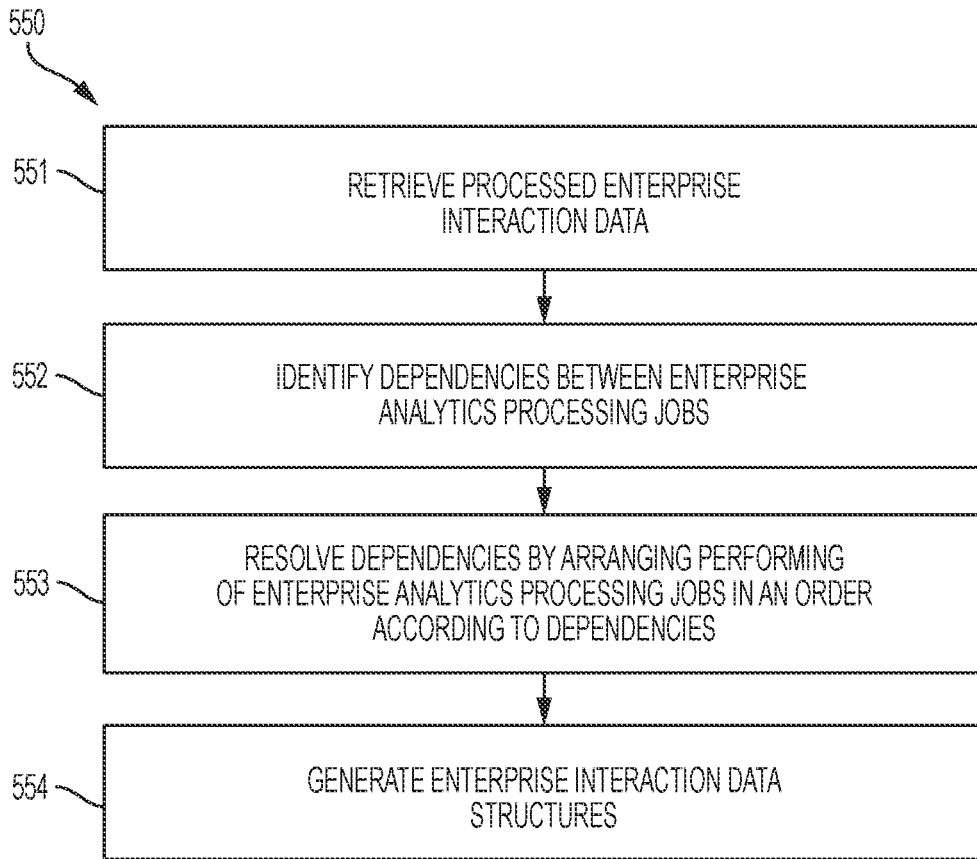 550
551
RETRIEVE PROCESSED ENTERPRISE
INTERACTION DATA
552
IDENTIFY DEPENDENCIES BETWEEN ENTERPRISE
ANALYTICS PROCESSING JOBS
553
RESOLVE DEPENDENCIES BY ARRANGING PERFORMING
OF ENTERPRISE ANALYTICS PROCESSING JOBS IN AN ORDER
ACCORDING TO DEPENDENCIES
554
GENERATE ENTERPRISE INTERACTION DATA
STRUCTURES